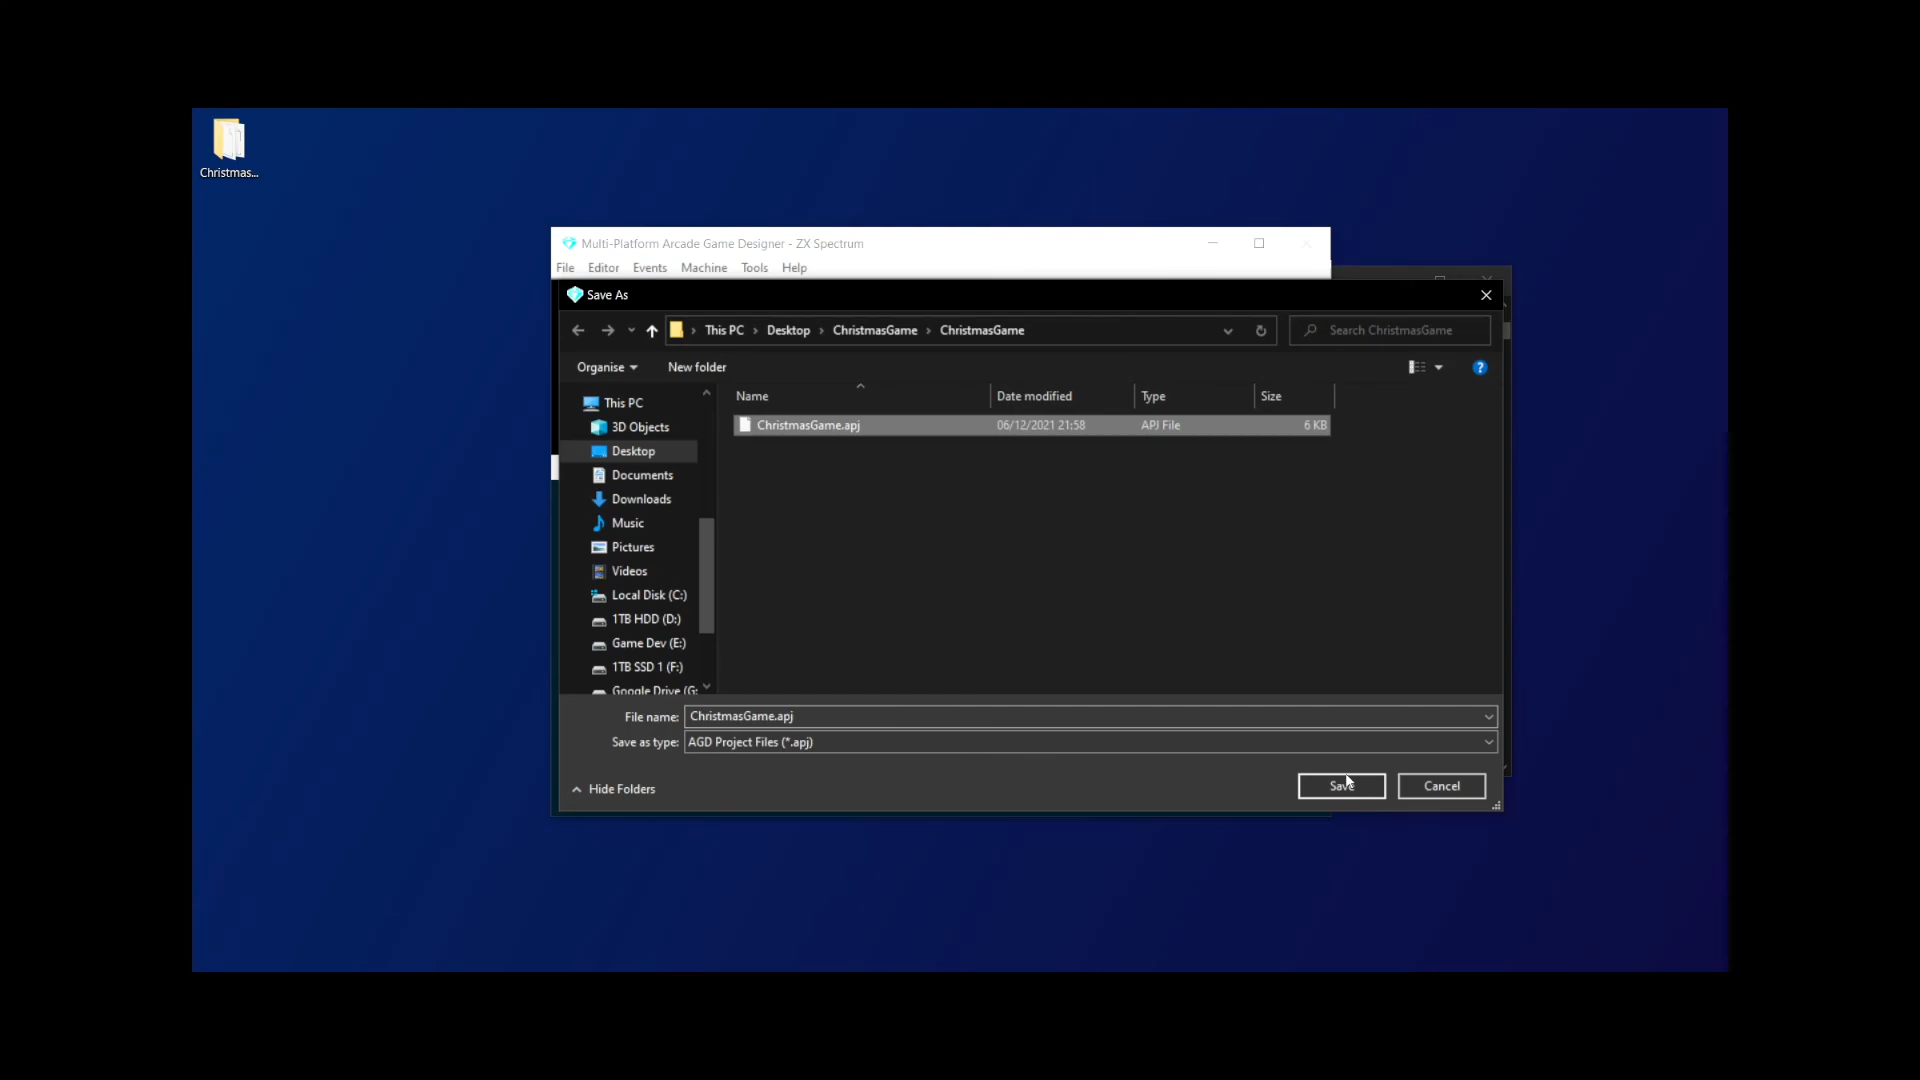 Christmas...
Multi-Platform Arcade Game Designer - ZX Spectrum
File Editor Events Machine Tools Help
Save As
This PC › Desktop › ChristmasGame › ChristmasGame
Search ChristmasGame
Organise New folder
Name Date modified Type Size
ChristmasGame.apj 06/12/2021 21:58 APJ File 6 KB
This PC
3D Objects
Desktop
Documents
Downloads
Music
Pictures
Videos
Local Disk (C:)
1TB HDD (D:)
Game Dev (E:)
1TB SSD 1 (F:)
Google Drive (G:
File name: ChristmasGame.apj
Save as type: AGD Project Files (*.apj)
Hide Folders
Save Cancel